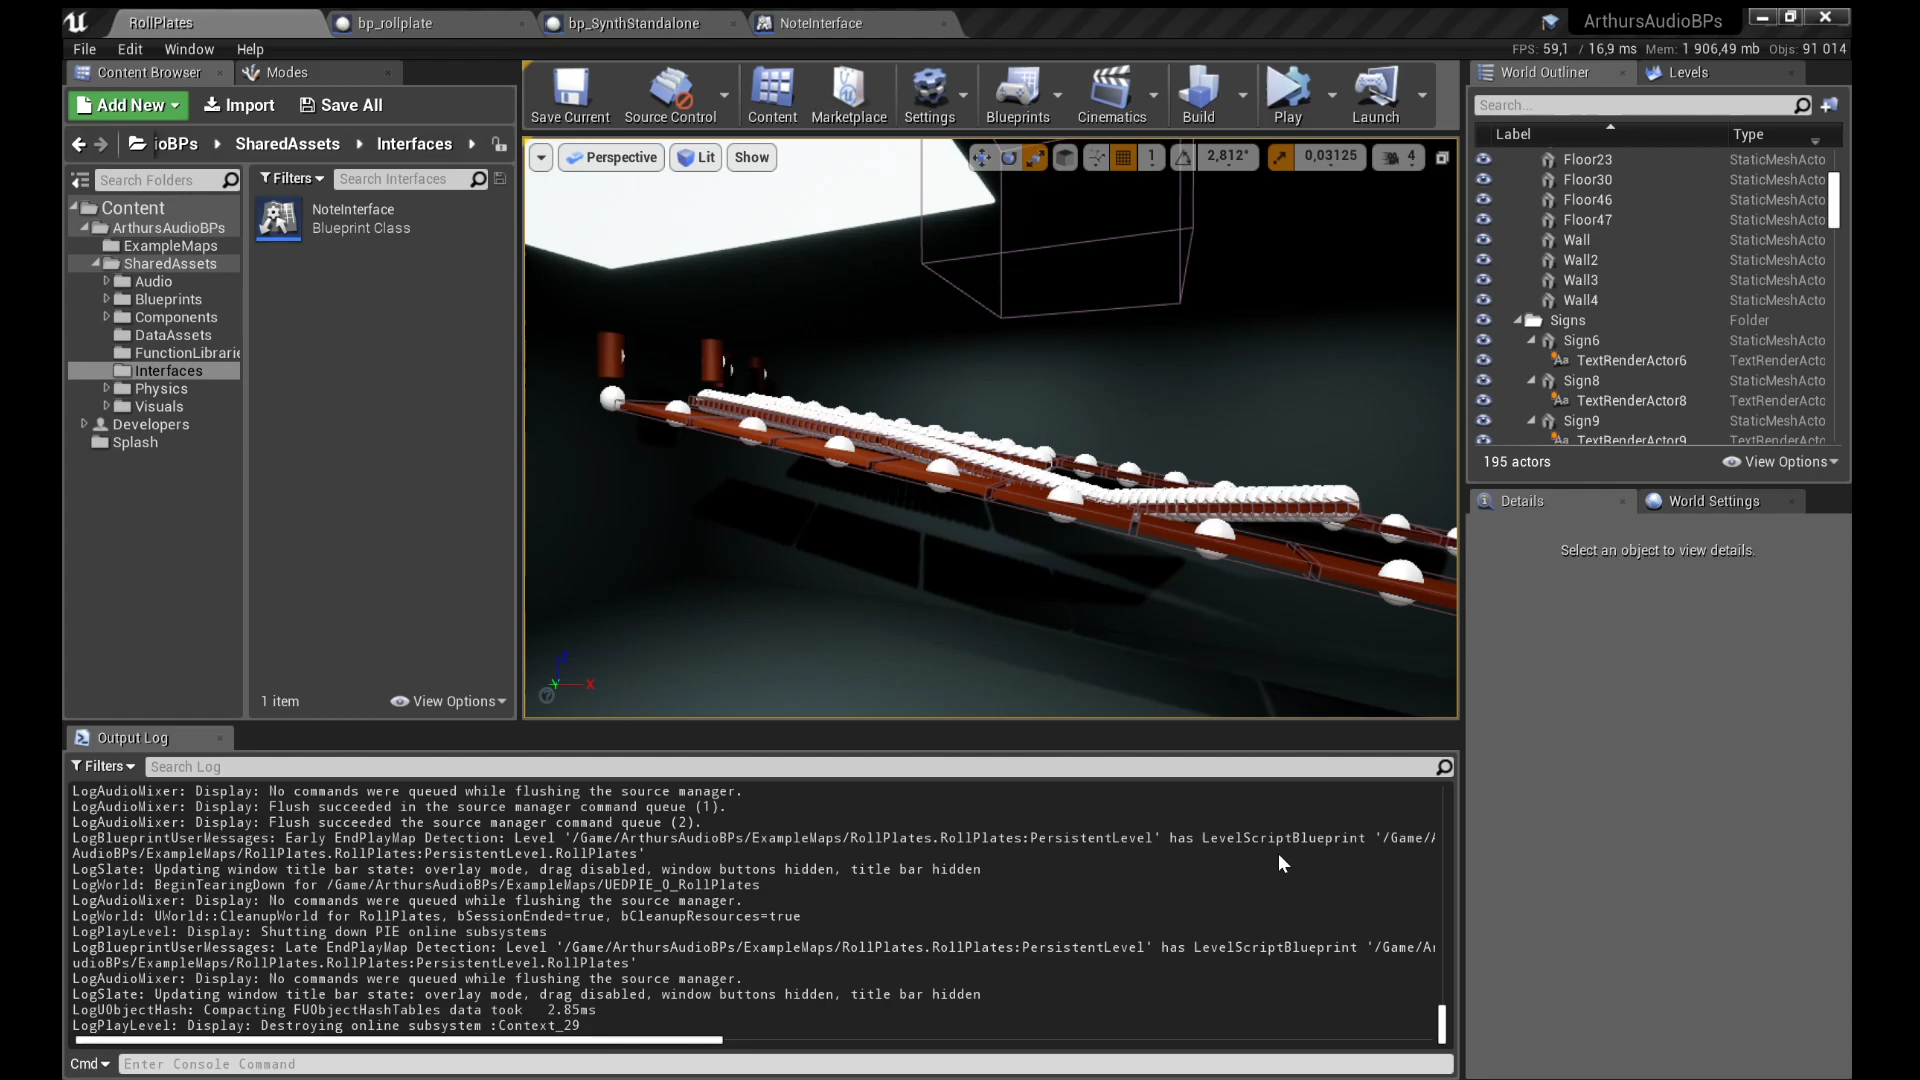 RollPlates
bp_rollplate
bp_SynthStandalone
NoteInterface
ArthursAudioBPs
File
Edit
Window
Help
FPS: 59,1 / 16,9 ms Mem: 1 906,49 mb Objs: 91 014
Content Browser
Modes
Add New
Import
Save All
Save Current
Source Control
Content
Marketplace
Settings
Blueprints
Cinematics
Build
Play
Launch
World Outliner
Levels
Search...
Label
Type
ioBPs
SharedAssets
Interfaces
Search Folders
Filters
Search Interfaces
Perspective
Lit
Show
1
2,812°
0,03125
4
Content
ArthursAudioBPs
ExampleMaps
SharedAssets
Audio
Blueprints
Components
DataAssets
FunctionLibrarie
Interfaces
Physics
Visuals
Developers
Splash
NoteInterface
Blueprint Class
1 item
View Options
X
Floor23 StaticMeshActo
Floor30 StaticMeshActo
Floor46 StaticMeshActo
Floor47 StaticMeshActo
Wall StaticMeshActo
Wall2 StaticMeshActo
Wall3 StaticMeshActo
Wall4 StaticMeshActo
Signs Folder
Sign6 StaticMeshActo
TextRenderActor6 TextRenderActo
Sign8 StaticMeshActo
TextRenderActor8 TextRenderActo
Sign9 StaticMeshActo
TextRenderActor9 TextRenderActo
195 actors
View Options
Details
World Settings
Select an object to view details.
Output Log
Filters
Search Log
LogAudioMixer: Display: No commands were queued while flushing the source manager.
LogAudioMixer: Display: Flush succeeded in the source manager command queue (1).
LogAudioMixer: Display: Flush succeeded the source manager command queue (2).
LogBlueprintUserMessages: Early EndPlayMap Detection: Level '/Game/ArthursAudioBPs/ExampleMaps/RollPlates.RollPlates:PersistentLevel' has LevelScriptBlueprint '/Game/A
AudioBPs/ExampleMaps/RollPlates.RollPlates:PersistentLevel.RollPlates'
LogSlate: Updating window title bar state: overlay mode, drag disabled, window buttons hidden, title bar hidden
LogWorld: BeginTearingDown for /Game/ArthursAudioBPs/ExampleMaps/UEDPIE_0_RollPlates
LogAudioMixer: Display: No commands were queued while flushing the source manager.
LogWorld: UWorld::CleanupWorld for RollPlates, bSessionEnded=true, bCleanupResources=true
LogPlayLevel: Display: Shutting down PIE online subsystems
LogBlueprintUserMessages: Late EndPlayMap Detection: Level '/Game/ArthursAudioBPs/ExampleMaps/RollPlates.RollPlates:PersistentLevel' has LevelScriptBlueprint '/Game/Ar
udioBPs/ExampleMaps/RollPlates.RollPlates:PersistentLevel.RollPlates'
LogAudioMixer: Display: No commands were queued while flushing the source manager.
LogSlate: Updating window title bar state: overlay mode, drag disabled, window buttons hidden, title bar hidden
LogUObjectHash: Compacting FUObjectHashTables data took 2.85ms
LogPlayLevel: Display: Destroying online subsystem :Context_29
Cmd
Enter Console Command